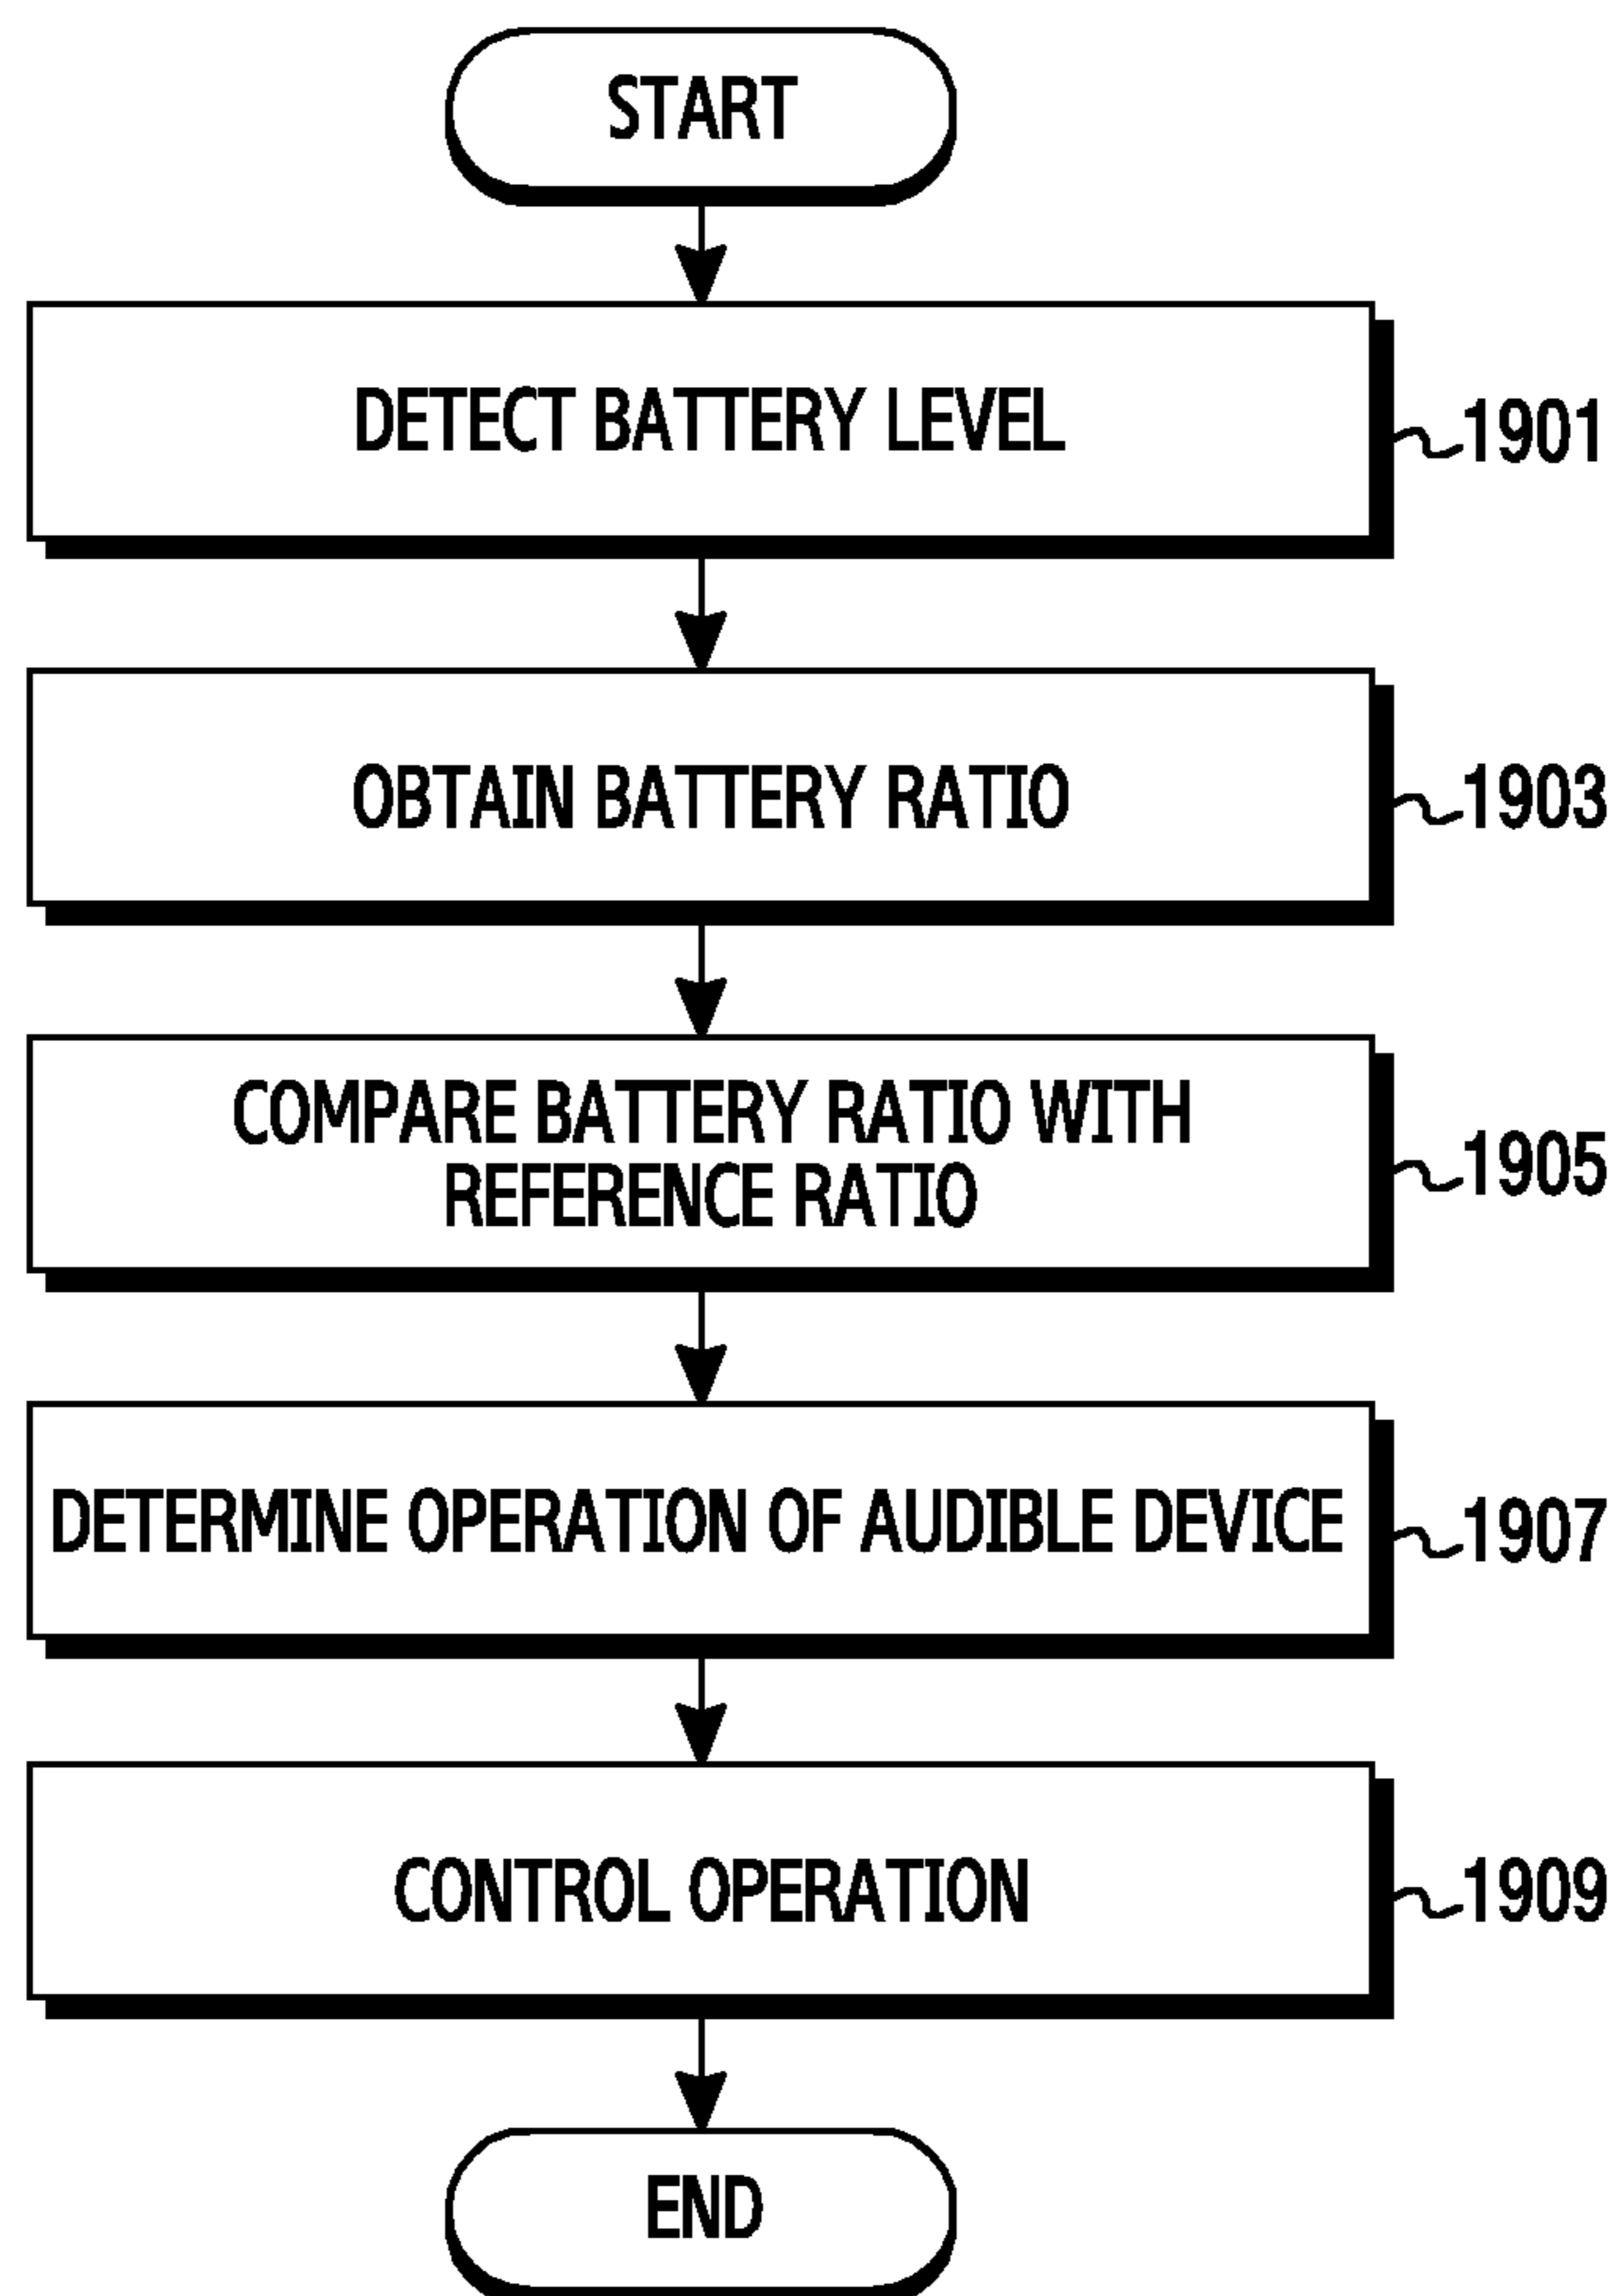 START
DETECT BATTERY LEVEL
1901
OBTAIN BATTERY RATIO
1903
COMPARE BATTERY RATIO WITH
REFERENCE RATIO
1905
DETERMINE OPERATION OF AUDIBLE DEVICE
1907
CONTROL OPERATION
1909
END